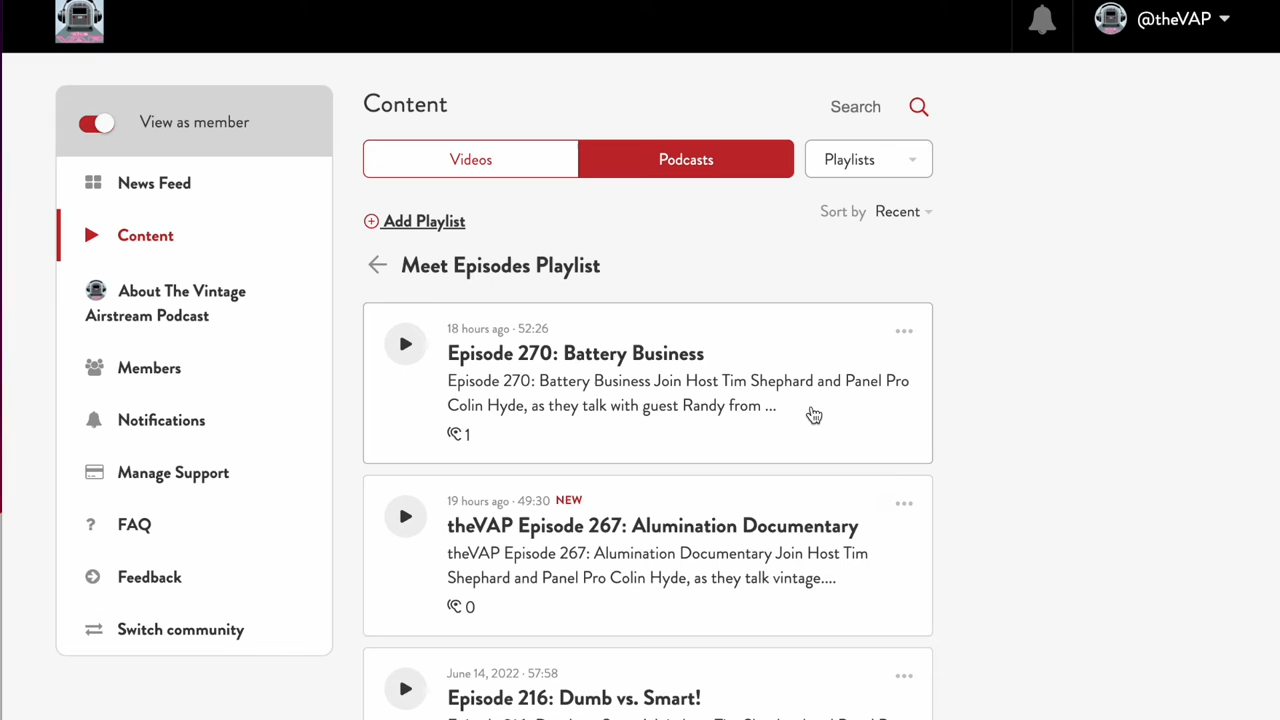 @theVAP
View as member
News Feed
Content
About The Vintage
Airstream Podcast
Members
Notifications
Manage Support
? FAQ
Feedback
Switch community
Content
Search
Videos
Podcasts
Playlists
Sort by Recent
Add Playlist
Meet Episodes Playlist
18 hours ago · 52:26
Episode 270: Battery Business
Episode 270: Battery Business Join Host Tim Shephard and Panel Pro
Colin Hyde, as they talk with guest Randy from ...
1
19 hours ago · 49:30 NEW
theVAP Episode 267: Alumination Documentary
theVAP Episode 267: Alumination Documentary Join Host Tim
Shephard and Panel Pro Colin Hyde, as they talk vintage....
0
June 14, 2022 · 57:58
Episode 216: Dumb vs. Smart!